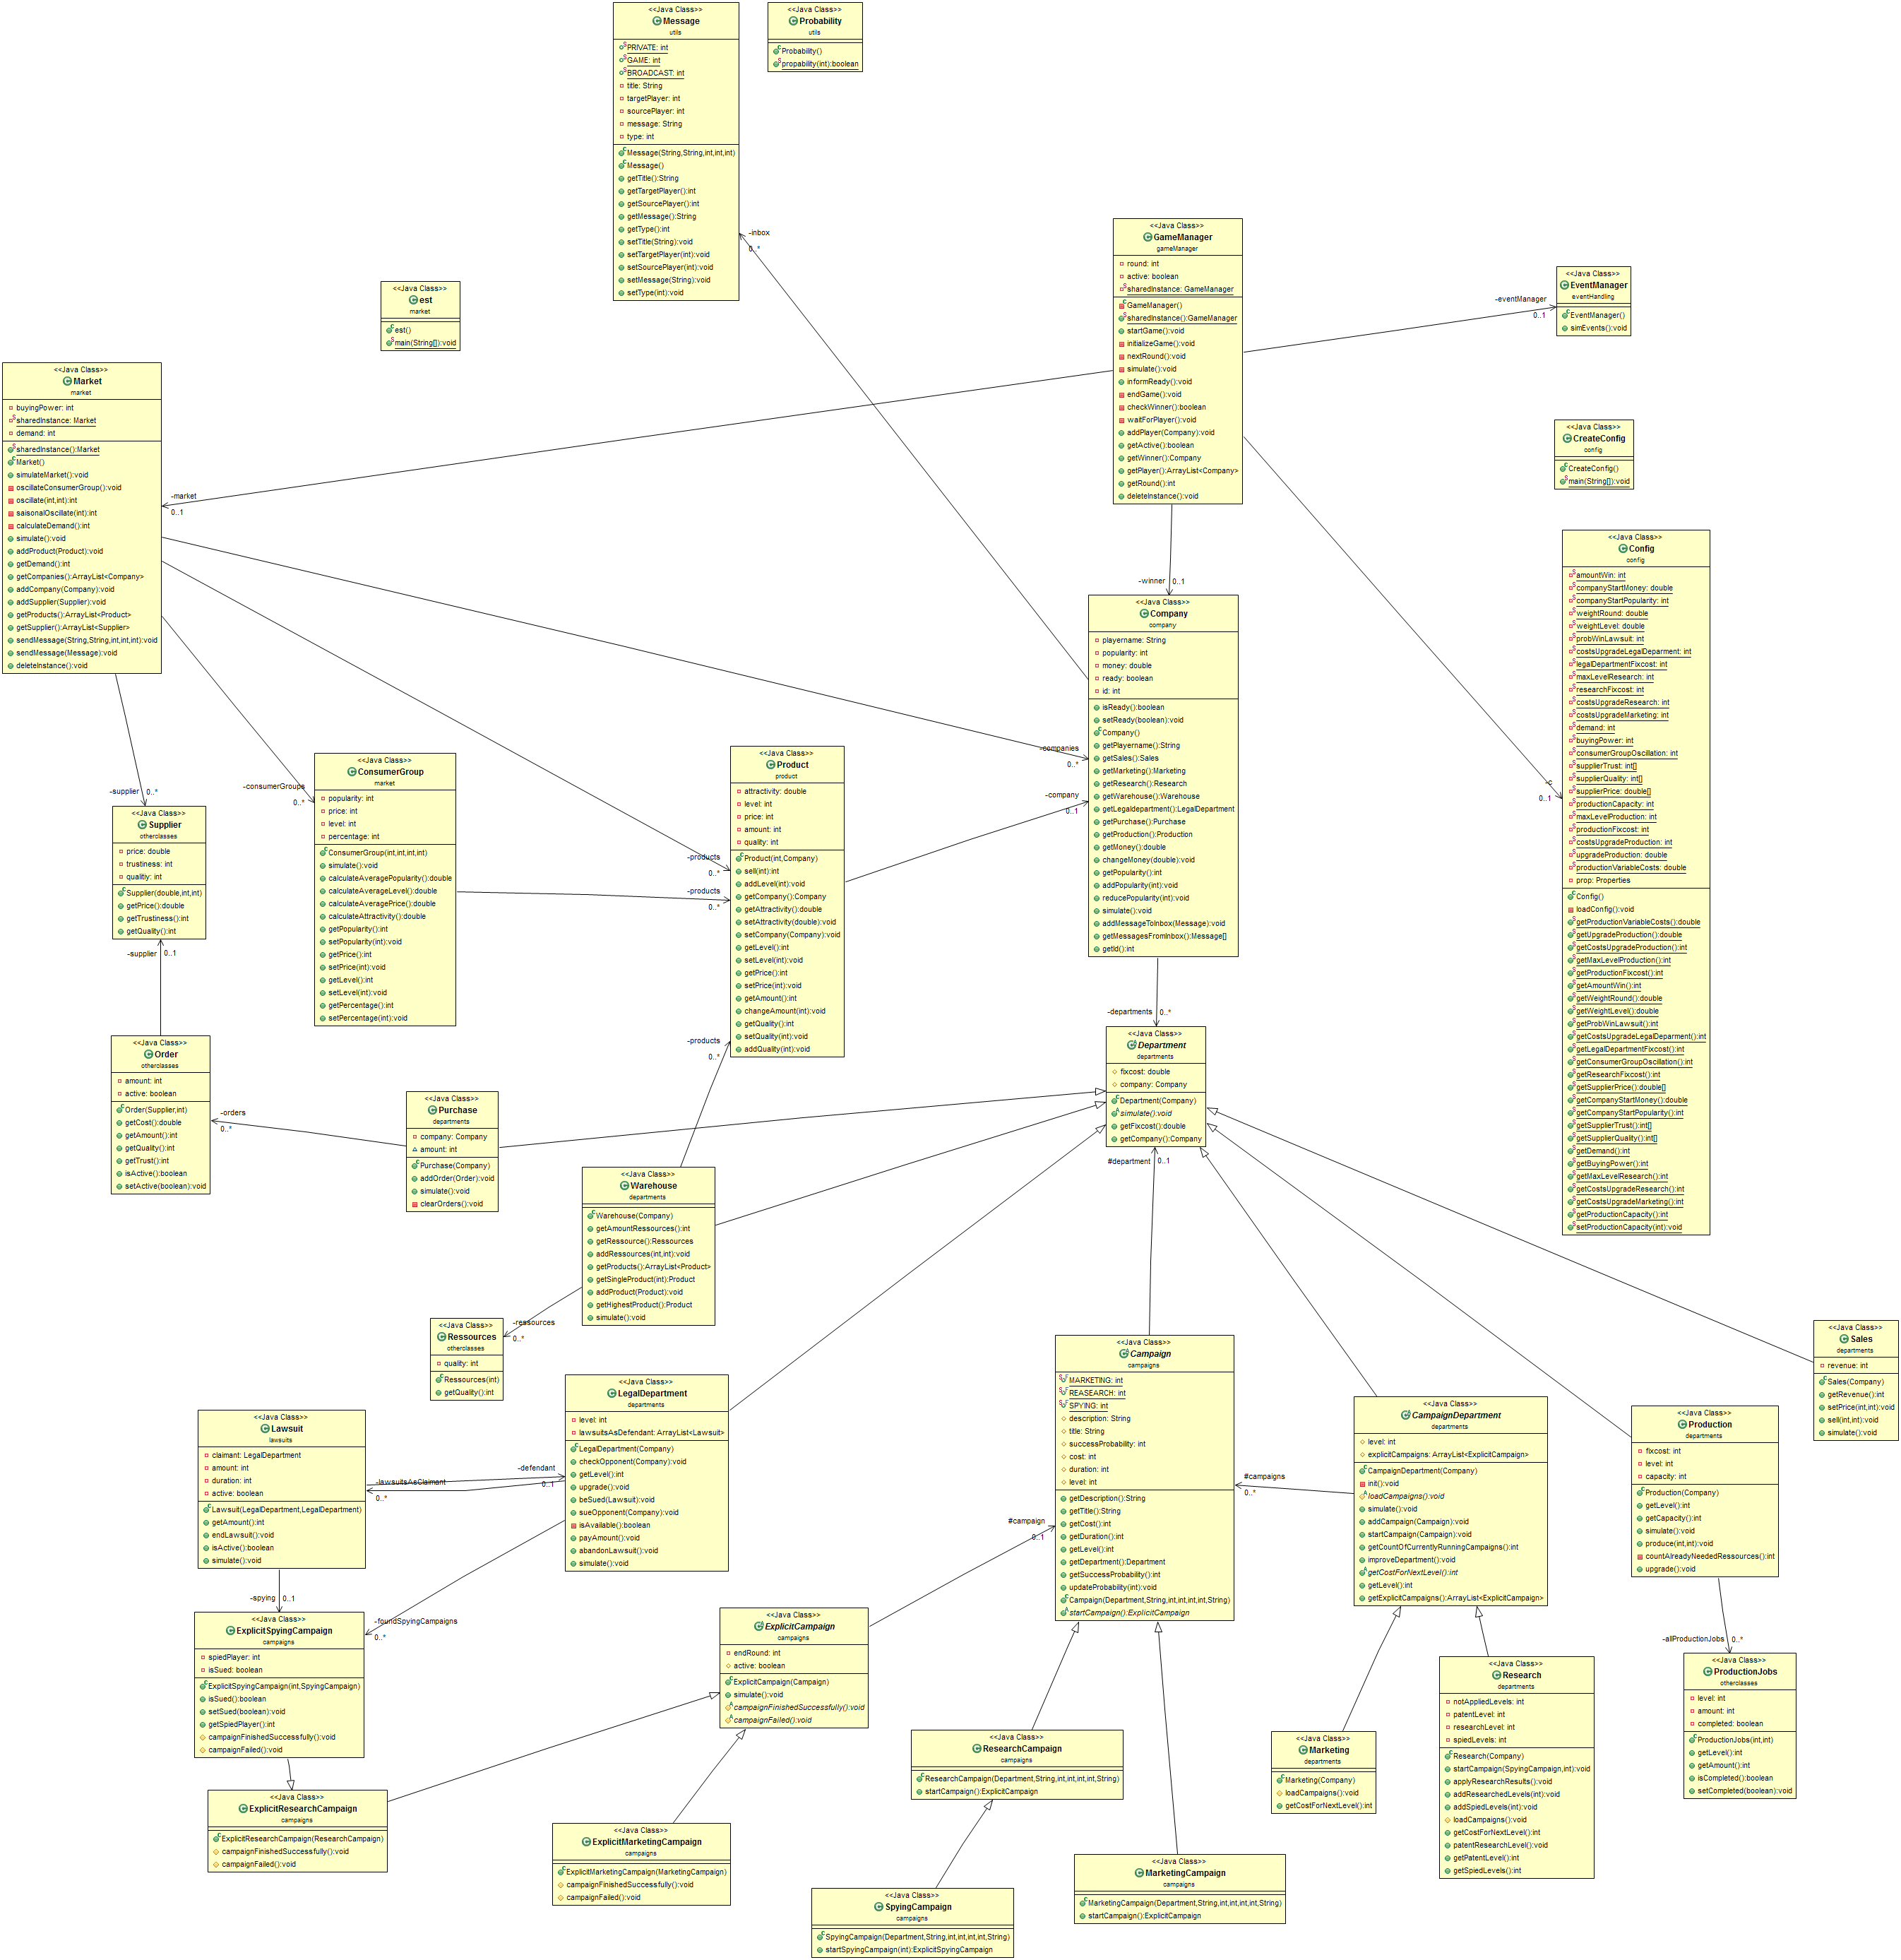 <<Java Class>>
Message
utils
PRIVATE: int
GAME: int
BROADCAST: int
title: String
targetPlayer: int
sourcePlayer: int
message: String
type: int
Message(String,String,int,int,int)
Message()
getTitle():String
getTargetPlayer():int
getSourcePlayer():int
getMessage():String
getType():int
setTitle(String):void
setTargetPlayer(int):void
setSourcePlayer(int):void
setMessage(String):void
setType(int):void
<<Java Class>>
Probability
utils
Probability()
propability(int):boolean
-inbox
0..*
<<Java Class>>
GameManager
gameManager
round: int
active: boolean
sharedInstance: GameManager
GameManager()
sharedInstance():GameManager
startGame():void
initializeGame():void
nextRound():void
simulate():void
informReady():void
endGame():void
checkWinner():boolean
waitForPlayer():void
addPlayer(Company):void
getActive():boolean
getWinner():Company
getPlayer():ArrayList<Company>
getRound():int
deleteInstance():void
<<Java Class>>
EventManager
eventHandling
EventManager()
simEvents():void
-eventManager
0..1
<<Java Class>>
est
market
est()
main(String[]):void
<<Java Class>>
Market
market
buyingPower: int
sharedInstance: Market
demand: int
sharedInstance():Market
Market()
simulateMarket():void
oscillateConsumerGroup():void
oscillate(int,int):int
saisonalOscillate(int):int
calculateDemand():int
simulate():void
addProduct(Product):void
getDemand():int
getCompanies():ArrayList<Company>
addCompany(Company):void
addSupplier(Supplier):void
getProducts():ArrayList<Product>
getSupplier():ArrayList<Supplier>
sendMessage(String,String,int,int,int):void
sendMessage(Message):void
deleteInstance():void
-market
0..1
<<Java Class>>
CreateConfig
config
CreateConfig()
main(String[]):void
<<Java Class>>
Config
config
amountWin: int
companyStartMoney: double
companyStartPopularity: int
weightRound: double
weightLevel: double
probWinLawsuit: int
costsUpgradeLegalDeparment: int
legalDepartmentFixcost: int
maxLevelResearch: int
researchFixcost: int
costsUpgradeResearch: int
costsUpgradeMarketing: int
demand: int
buyingPower: int
consumerGroupOscillation: int
supplierTrust: int[]
supplierQuality: int[]
supplierPrice: double[]
productionCapacity: int
maxLevelProduction: int
productionFixcost: int
costsUpgradeProduction: int
upgradeProduction: double
productionVariableCosts: double
prop: Properties
Config()
loadConfig():void
getProductionVariableCosts():double
getUpgradeProduction():double
getCostsUpgradeProduction():int
getMaxLevelProduction():int
getProductionFixcost():int
getAmountWin():int
getWeightRound():double
getWeightLevel():double
getProbWinLawsuit():int
getCostsUpgradeLegalDeparment():int
getLegalDepartmentFixcost():int
getConsumerGroupOscillation():int
getResearchFixcost():int
getSupplierPrice():double[]
getCompanyStartMoney():double
getCompanyStartPopularity():int
getSupplierTrust():int[]
getSupplierQuality():int[]
getDemand():int
getBuyingPower():int
getMaxLevelResearch():int
getCostsUpgradeResearch():int
getCostsUpgradeMarketing():int
getProductionCapacity():int
setProductionCapacity(int):void
-c
0..1
-winner
0..1
<<Java Class>>
Company
company
playername: String
popularity: int
money: double
ready: boolean
id: int
isReady():boolean
setReady(boolean):void
Company()
getPlayername():String
getSales():Sales
getMarketing():Marketing
getResearch():Research
getWarehouse():Warehouse
getLegaldepartment():LegalDepartment
getPurchase():Purchase
getProduction():Production
getMoney():double
changeMoney(double):void
getPopularity():int
addPopularity(int):void
reducePopularity(int):void
simulate():void
addMessageToInbox(Message):void
getMessagesFromInbox():Message[]
getId():int
-companies
0..*
-company
0..1
<<Java Class>>
Product
product
attractivity: double
level: int
price: int
amount: int
quality: int
Product(int,Company)
sell(int):int
addLevel(int):void
getCompany():Company
getAttractivity():double
setAttractivity(double):void
setCompany(Company):void
getLevel():int
setLevel(int):void
getPrice():int
setPrice(int):void
getAmount():int
changeAmount(int):void
getQuality():int
setQuality(int):void
addQuality(int):void
-products
0..*
-products
0..*
-products
0..*
<<Java Class>>
ConsumerGroup
market
popularity: int
price: int
level: int
percentage: int
ConsumerGroup(int,int,int,int)
simulate():void
calculateAveragePopularity():double
calculateAverageLevel():double
calculateAveragePrice():double
calculateAttractivity():double
getPopularity():int
setPopularity(int):void
getPrice():int
setPrice(int):void
getLevel():int
setLevel(int):void
getPercentage():int
setPercentage(int):void
-consumerGroups
0..*
-supplier
0..*
<<Java Class>>
Supplier
otherclasses
price: double
trustiness: int
qualitiy: int
Supplier(double,int,int)
getPrice():double
getTrustiness():int
getQuality():int
-supplier
0..1
<<Java Class>>
Order
otherclasses
amount: int
active: boolean
Order(Supplier,int)
getCost():double
getAmount():int
getQuality():int
getTrust():int
isActive():boolean
setActive(boolean):void
-orders
0..*
<<Java Class>>
Purchase
departments
company: Company
amount: int
Purchase(Company)
addOrder(Order):void
simulate():void
clearOrders():void
-departments
0..*
<<Java Class>>
Department
departments
fixcost: double
company: Company
Department(Company)
simulate():void
getFixcost():double
getCompany():Company
#department
0..1
<<Java Class>>
Warehouse
departments
Warehouse(Company)
getAmountRessources():int
getRessource():Ressources
addRessources(int,int):void
getProducts():ArrayList<Product>
getSingleProduct(int):Product
addProduct(Product):void
getHighestProduct():Product
simulate():void
-ressources
0..*
<<Java Class>>
Ressources
otherclasses
quality: int
Ressources(int)
getQuality():int
<<Java Class>>
LegalDepartment
departments
level: int
lawsuitsAsDefendant: ArrayList<Lawsuit>
LegalDepartment(Company)
checkOpponent(Company):void
getLevel():int
upgrade():void
beSued(Lawsuit):void
sueOpponent(Company):void
isAvailable():boolean
payAmount():void
abandonLawsuit():void
simulate():void
<<Java Class>>
Lawsuit
lawsuits
claimant: LegalDepartment
amount: int
duration: int
active: boolean
Lawsuit(LegalDepartment,LegalDepartment)
getAmount():int
endLawsuit():void
isActive():boolean
simulate():void
-defendant
0..1
-lawsuitsAsClaimant
0..*
-spying
0..1
-foundSpyingCampaigns
0..*
<<Java Class>>
ExplicitSpyingCampaign
campaigns
spiedPlayer: int
isSued: boolean
ExplicitSpyingCampaign(int,SpyingCampaign)
isSued():boolean
setSued(boolean):void
getSpiedPlayer():int
campaignFinishedSuccessfully():void
campaignFailed():void
<<Java Class>>
ExplicitResearchCampaign
campaigns
ExplicitResearchCampaign(ResearchCampaign)
campaignFinishedSuccessfully():void
campaignFailed():void
<<Java Class>>
ExplicitMarketingCampaign
campaigns
ExplicitMarketingCampaign(MarketingCampaign)
campaignFinishedSuccessfully():void
campaignFailed():void
<<Java Class>>
ExplicitCampaign
campaigns
endRound: int
active: boolean
ExplicitCampaign(Campaign)
simulate():void
campaignFinishedSuccessfully():void
campaignFailed():void
#campaign
0..1
<<Java Class>>
Campaign
campaigns
MARKETING: int
REASEARCH: int
SPYING: int
description: String
title: String
successProbability: int
cost: int
duration: int
level: int
getDescription():String
getTitle():String
getCost():int
getDuration():int
getLevel():int
getDepartment():Department
getSuccessProbability():int
updateProbability(int):void
Campaign(Department,String,int,int,int,int,String)
startCampaign():ExplicitCampaign
#campaigns
0..*
<<Java Class>>
CampaignDepartment
departments
level: int
explicitCampaigns: ArrayList<ExplicitCampaign>
CampaignDepartment(Company)
init():void
loadCampaigns():void
simulate():void
addCampaign(Campaign):void
startCampaign(Campaign):void
getCountOfCurrentlyRunningCampaigns():int
improveDepartment():void
getCostForNextLevel():int
getLevel():int
getExplicitCampaigns():ArrayList<ExplicitCampaign>
<<Java Class>>
Production
departments
fixcost: int
level: int
capacity: int
Production(Company)
getLevel():int
getCapacity():int
simulate():void
produce(int,int):void
countAlreadyNeededRessources():int
upgrade():void
<<Java Class>>
Sales
departments
revenue: int
Sales(Company)
getRevenue():int
setPrice(int,int):void
sell(int,int):void
simulate():void
-allProductionJobs
0..*
<<Java Class>>
ProductionJobs
otherclasses
level: int
amount: int
completed: boolean
ProductionJobs(int,int)
getLevel():int
getAmount():int
isCompleted():boolean
setCompleted(boolean):void
<<Java Class>>
Research
departments
notAppliedLevels: int
patentLevel: int
researchLevel: int
spiedLevels: int
Research(Company)
startCampaign(SpyingCampaign,int):void
applyResearchResults():void
addResearchedLevels(int):void
addSpiedLevels(int):void
loadCampaigns():void
getCostForNextLevel():int
patentResearchLevel():void
getPatentLevel():int
getSpiedLevels():int
<<Java Class>>
Marketing
departments
Marketing(Company)
loadCampaigns():void
getCostForNextLevel():int
<<Java Class>>
ResearchCampaign
campaigns
ResearchCampaign(Department,String,int,int,int,int,String)
startCampaign():ExplicitCampaign
<<Java Class>>
MarketingCampaign
campaigns
MarketingCampaign(Department,String,int,int,int,int,String)
startCampaign():ExplicitCampaign
<<Java Class>>
SpyingCampaign
campaigns
SpyingCampaign(Department,String,int,int,int,int,String)
startSpyingCampaign(int):ExplicitSpyingCampaign